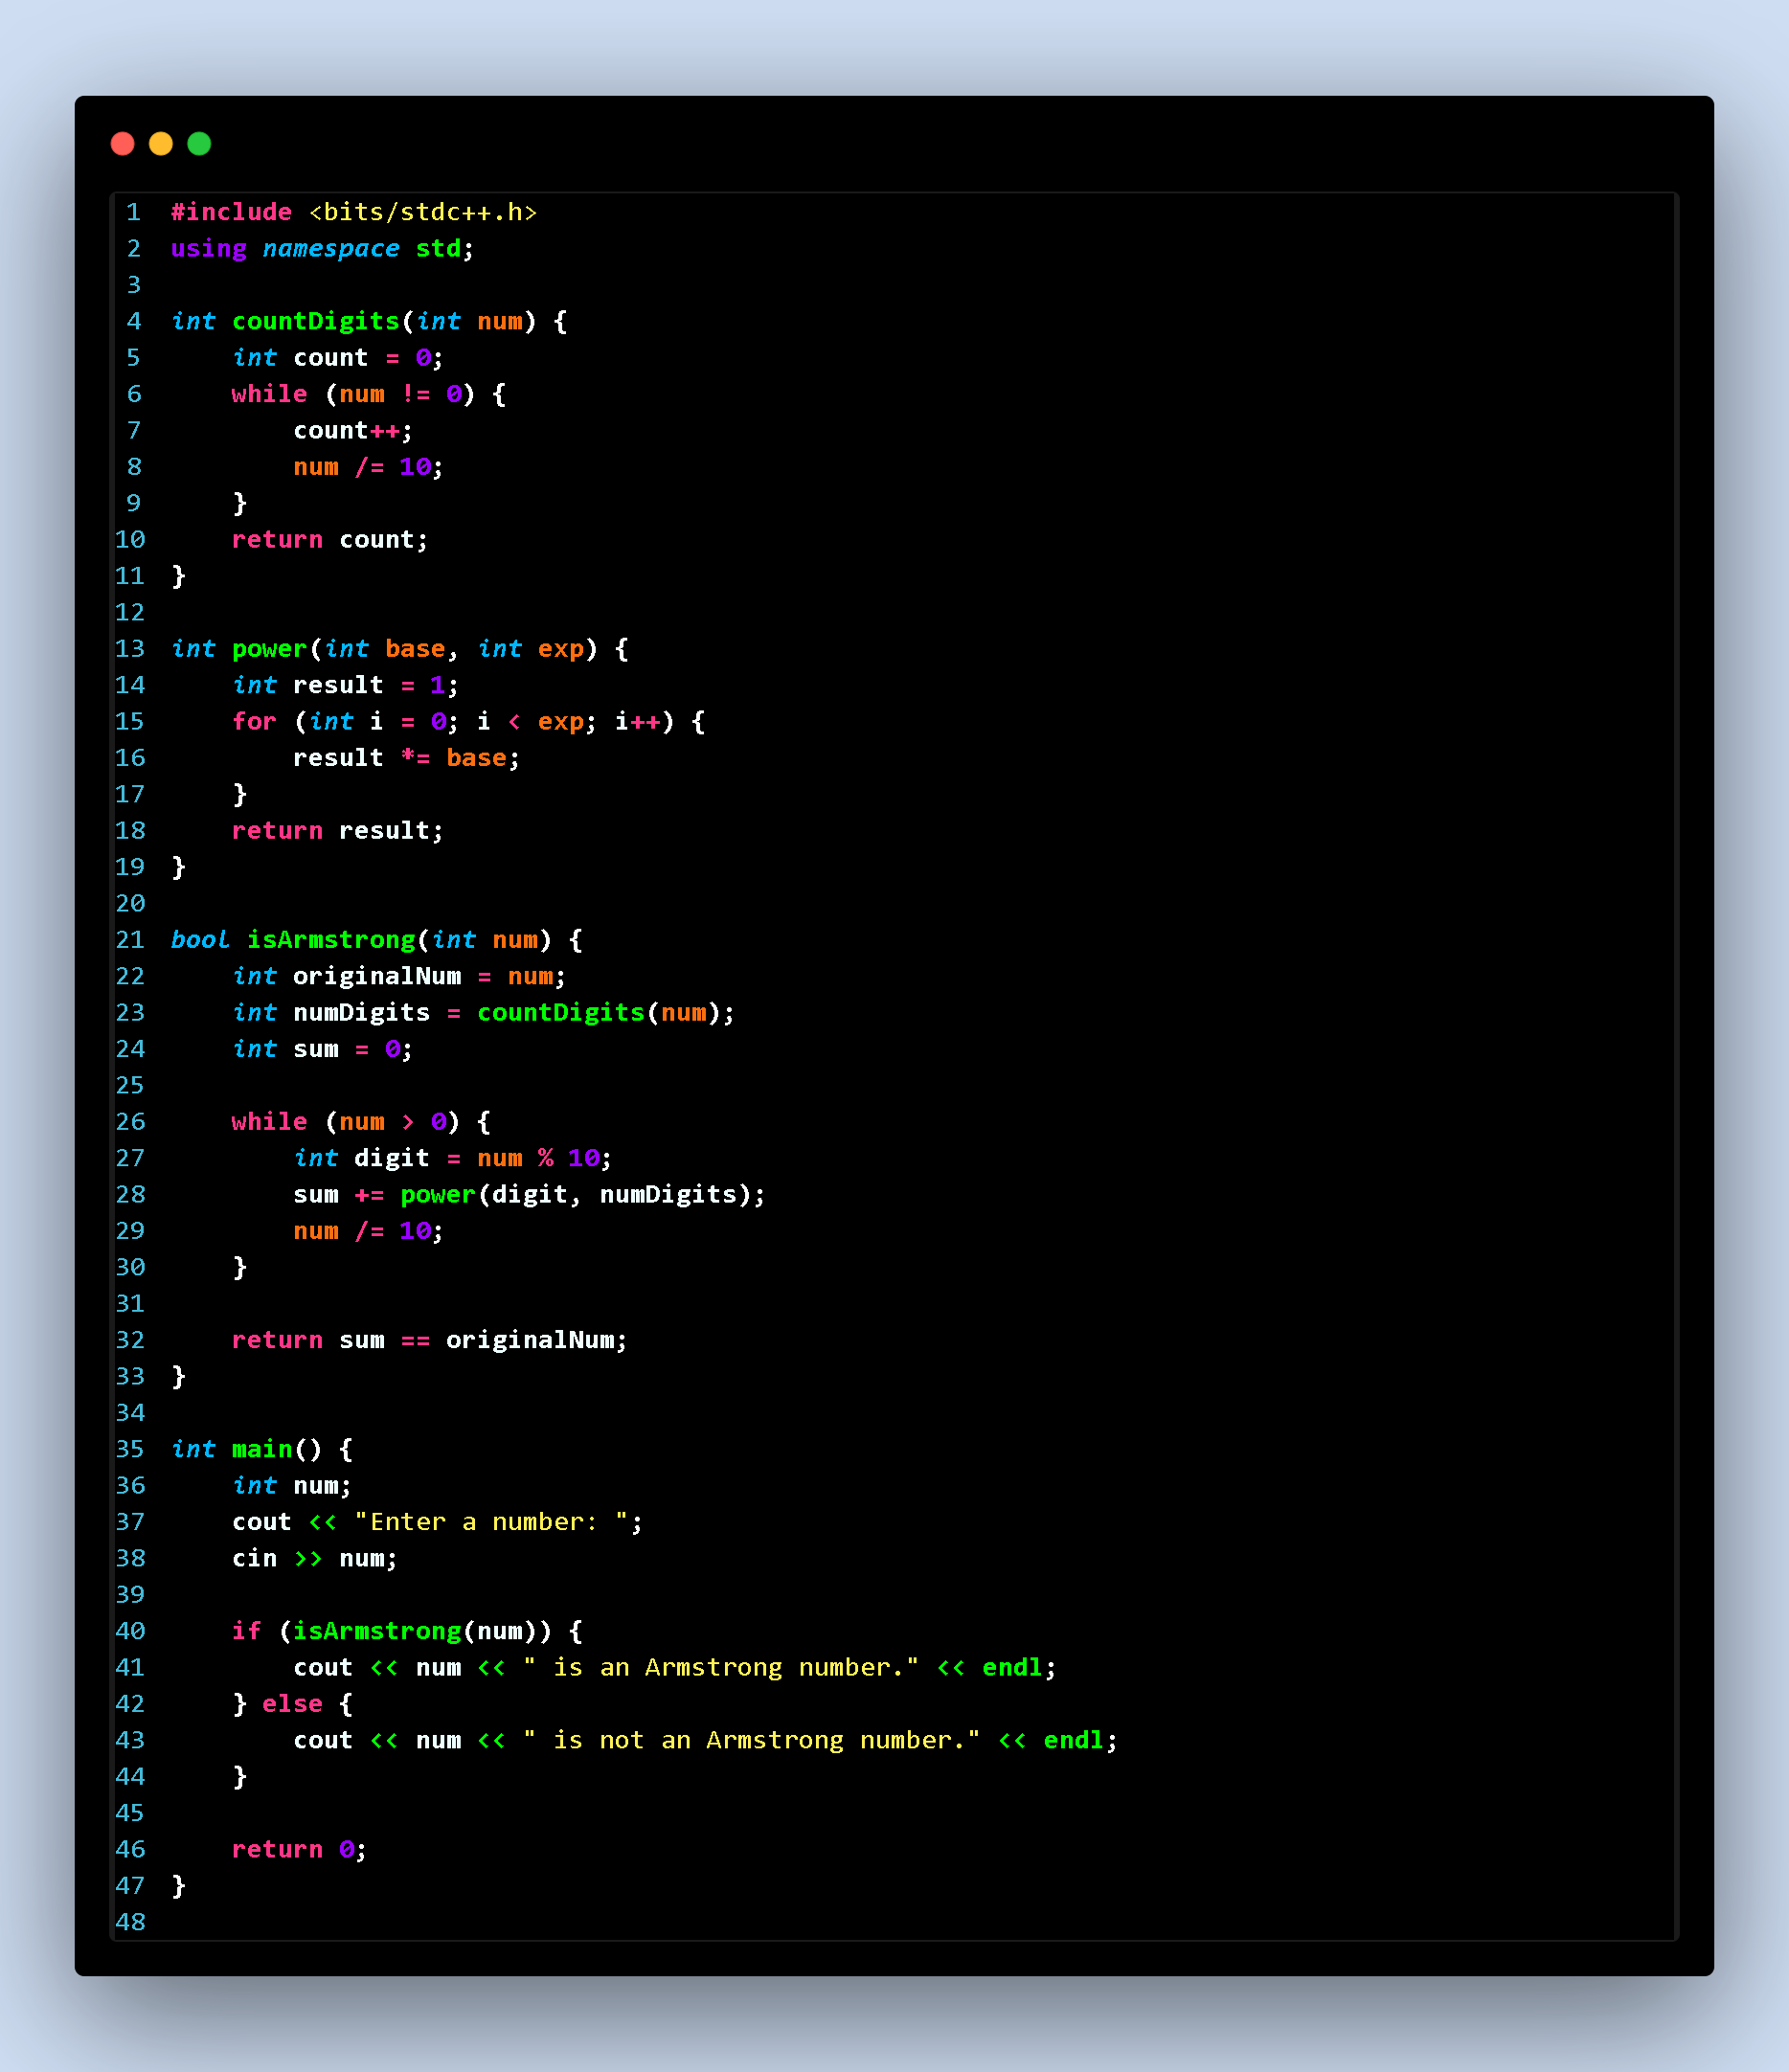 1 #include <bits/stdc++.h>
2 using namespace std;
3
4 int countDigits(int num) {
5     int count = 0;
6     while (num != 0) {
7         count++;
8         num /= 10;
9     }
10     return count;
11 }
12
13 int power(int base, int exp) {
14     int result = 1;
15     for (int i = 0; i < exp; i++) {
16         result *= base;
17     }
18     return result;
19 }
20
21 bool isArmstrong(int num) {
22     int originalNum = num;
23     int numDigits = countDigits(num);
24     int sum = 0;
25
26     while (num > 0) {
27         int digit = num % 10;
28         sum += power(digit, numDigits);
29         num /= 10;
30     }
31
32     return sum == originalNum;
33 }
34
35 int main() {
36     int num;
37     cout << "Enter a number: ";
38     cin >> num;
39
40     if (isArmstrong(num)) {
41         cout << num << " is an Armstrong number." << endl;
42     } else {
43         cout << num << " is not an Armstrong number." << endl;
44     }
45
46     return 0;
47 }
48